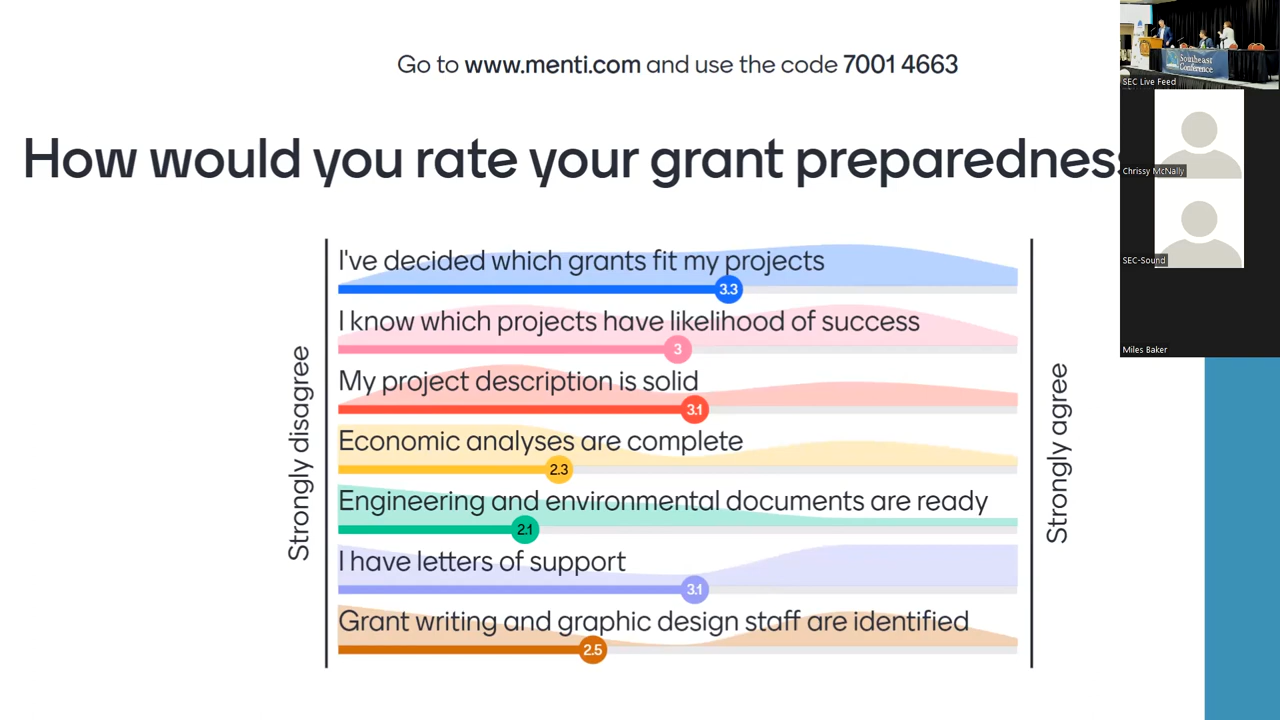 Go to www.menti.com and use the code 7001 4663
How would you rate your grant preparedness
I've decided which grants fit my projects
3.3
I know which projects have likelihood of success
3
My project description is solid
3.1
Economic analyses are complete
2.3
Engineering and environmental documents are ready
2.1
I have letters of support
3.1
Grant writing and graphic design staff are identified
2.5
Strongly disagree
Strongly agree
Southeast
Conference
SEC Live Feed
Chrissy McNally
SEC-Sound
Miles Baker